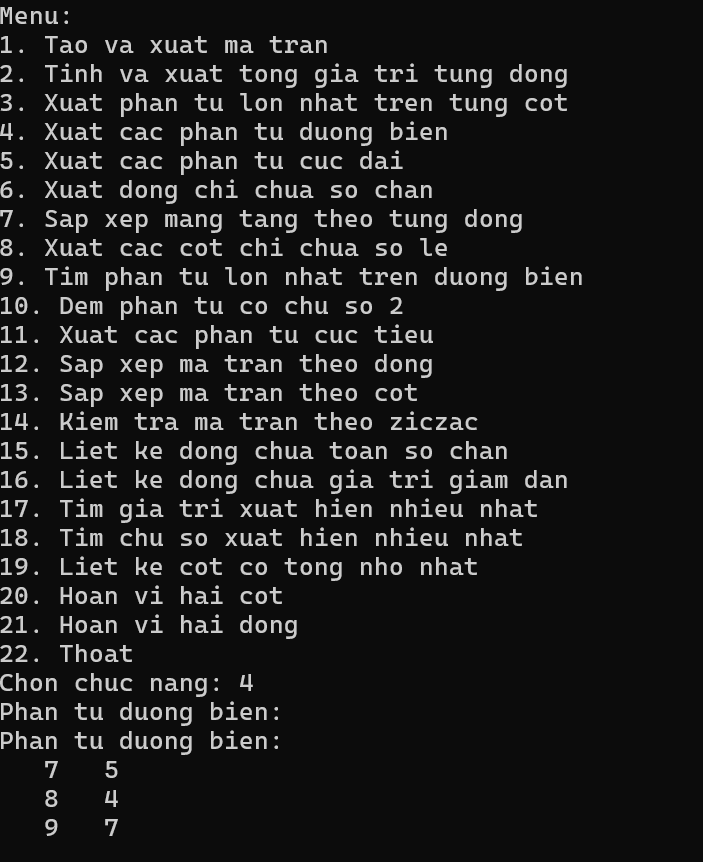 Menu:
1. Tao va xuat ma tran
2. Tinh va xuat tong gia tri tung dong
3. Xuat phan tu lon nhat tren tung cot
4. Xuat cac phan tu duong bien
5. Xuat cac phan tu cuc dai
6. Xuat dong chi chua so chan
7. Sap xep mang tang theo tung dong
8. Xuat cac cot chi chua so le
9. Tim phan tu lon nhat tren duong bien
10. Dem phan tu co chu so 2
11. Xuat cac phan tu cuc tieu
12. Sap xep ma tran theo dong
13. Sap xep ma tran theo cot
14. Kiem tra ma tran theo ziczac
15. Liet ke dong chua toan so chan
16. Liet ke dong chua gia tri giam dan
17. Tim gia tri xuat hien nhieu nhat
18. Tim chu so xuat hien nhieu nhat
19. Liet ke cot co tong nho nhat
20. Hoan vi hai cot
21. Hoan vi hai dong
22. Thoat
Chon chuc nang: 4
Phan tu duong bien:
Phan tu duong bien:
   7   5
   8   4
   9   7